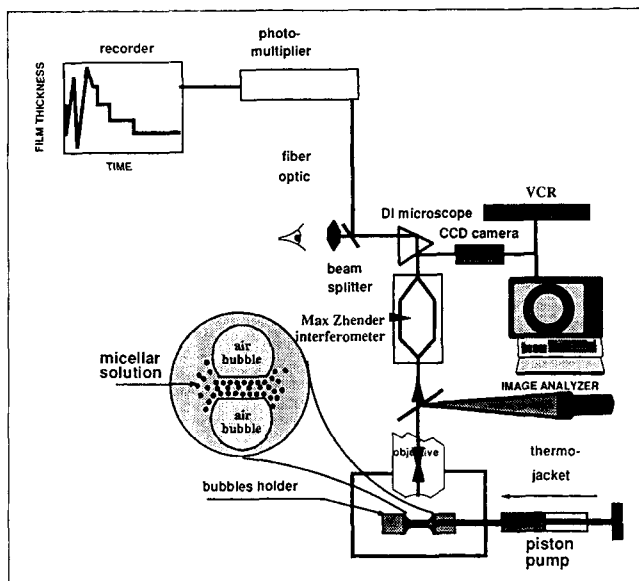 photo-
multiplier
recorder
FILM THICKNESS
TIME
fiber
optic
VCR
DI microscope
CCD camera
beam
splitter
Max Zhender
interferometer
air
bubble
micellar
solution
air
bubble
IMAGE ANALYZER
objective
thermo-
jacket
bubbles holder
piston
pump